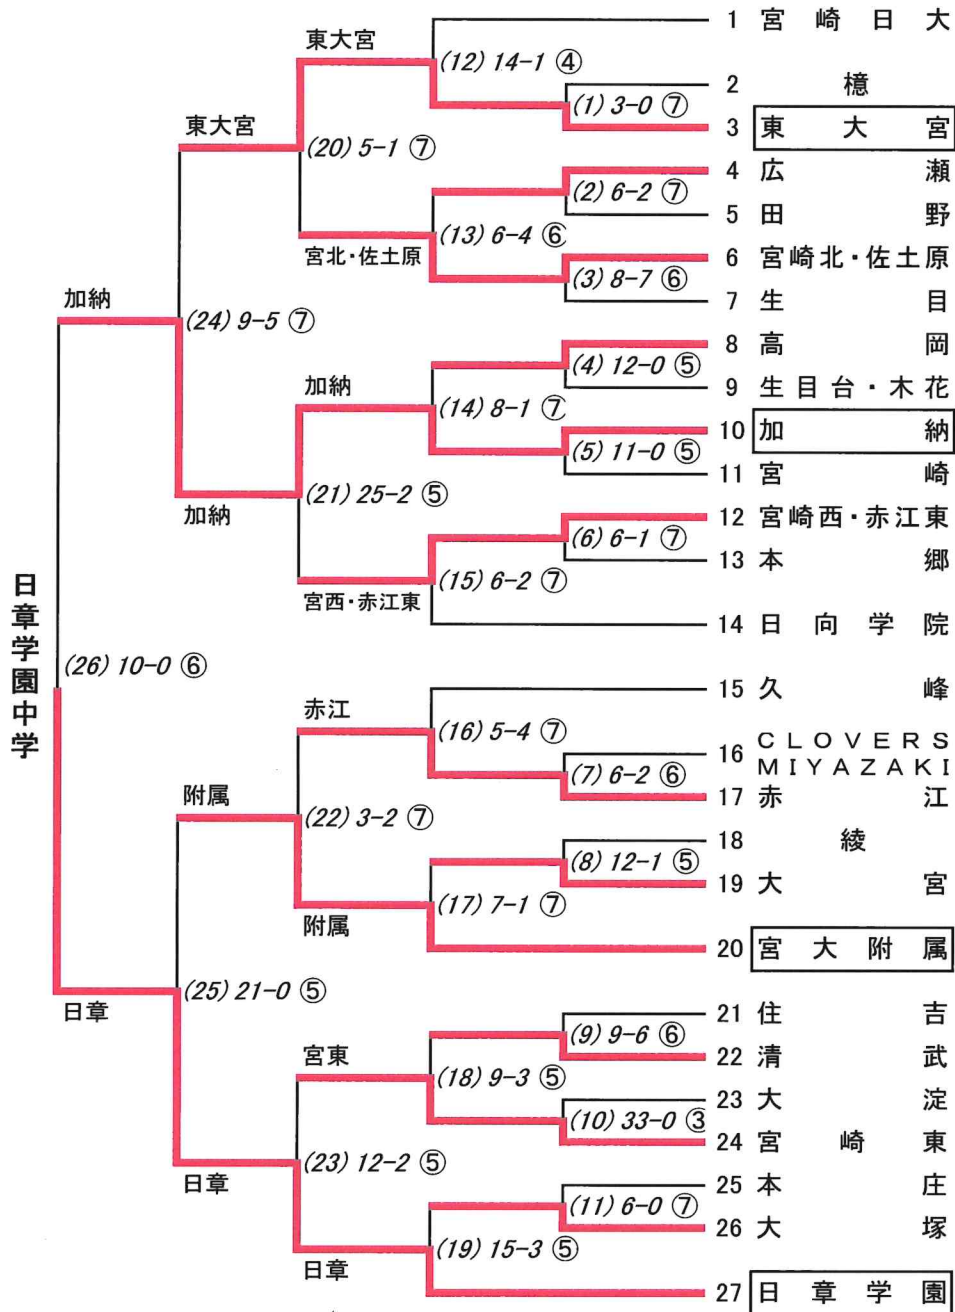 1 宮崎日大
東大宮
(12) 14-1 ④
2 檍
(1) 3-0 ⑦
東大宮
3 東大宮
(20) 5-1 ⑦
4 広瀬
(2) 6-2 ⑦
5 田野
(13) 6-4 ⑥
宮北・佐土原
6 宮崎北・佐土原
(3) 8-7 ⑥
加納
7 生目
(24) 9-5 ⑦
8 高岡
(4) 12-0 ⑤
加納
9 生目台・木花
(14) 8-1 ⑦
10 加納
(5) 11-0 ⑤
11 宮崎
(21) 25-2 ⑤
加納
12 宮崎西・赤江東
(6) 6-1 ⑦
13 本郷
(15) 6-2 ⑦
宮西・赤江東
14 日向学院
日章学園中学
(26) 10-0 ⑥
15 久峰
赤江
(16) 5-4 ⑦
16 CLOVERS
MIYAZAKI
(7) 6-2 ⑥
17 赤江
附属
(22) 3-2 ⑦
18 綾
(8) 12-1 ⑤
19 大宮
(17) 7-1 ⑦
附属
20 宮大附属
(25) 21-0 ⑤
日章
21 住吉
(9) 9-6 ⑥
宮東
22 清武
(18) 9-3 ⑤
23 大淀
(10) 33-0 ③
24 宮崎東
(23) 12-2 ⑤
日章
25 本庄
(11) 6-0 ⑦
26 大塚
(19) 15-3 ⑤
日章
27 日章学園